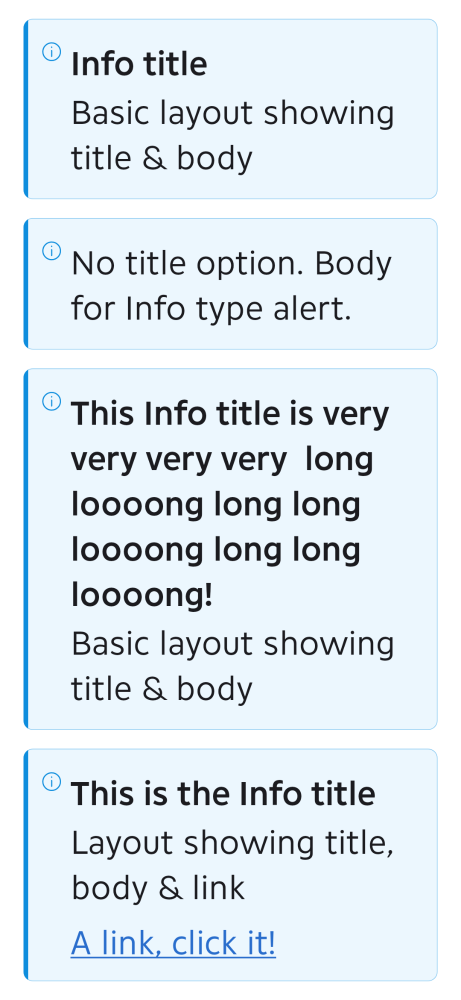 Info title
Basic layout showing
title & body
No title option. Body
for Info type alert.
This Info title is very
very very very  long
loooong long long
loooong long long
loooong!
Basic layout showing
title & body
This is the Info title
Layout showing title,
body & link
A link, click it!